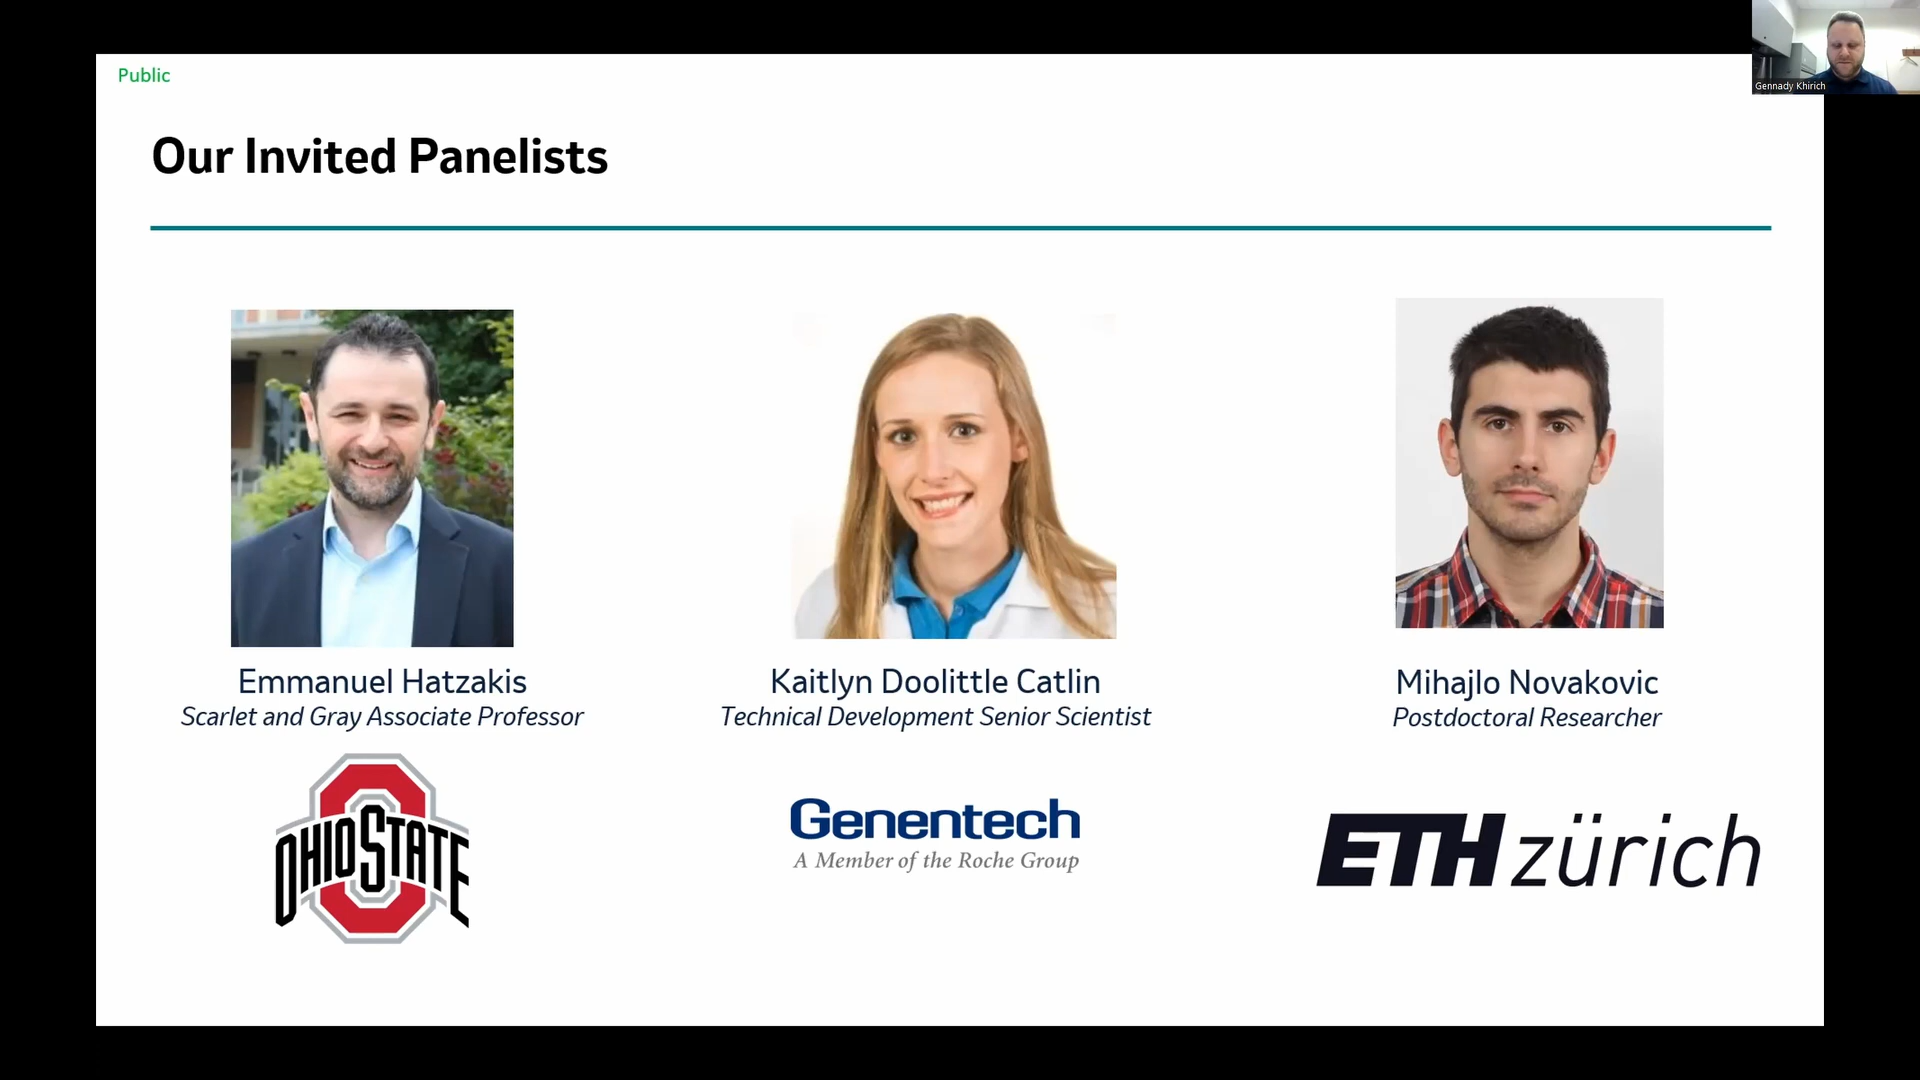 Public
Gennady Khirich
Our Invited Panelists
Emmanuel Hatzakis
Scarlet and Gray Associate Professor
OHIO STATE
Kaitlyn Doolittle Catlin
Technical Development Senior Scientist
Genentech
A Member of the Roche Group
Mihajlo Novakovic
Postdoctoral Researcher
ETH zürich